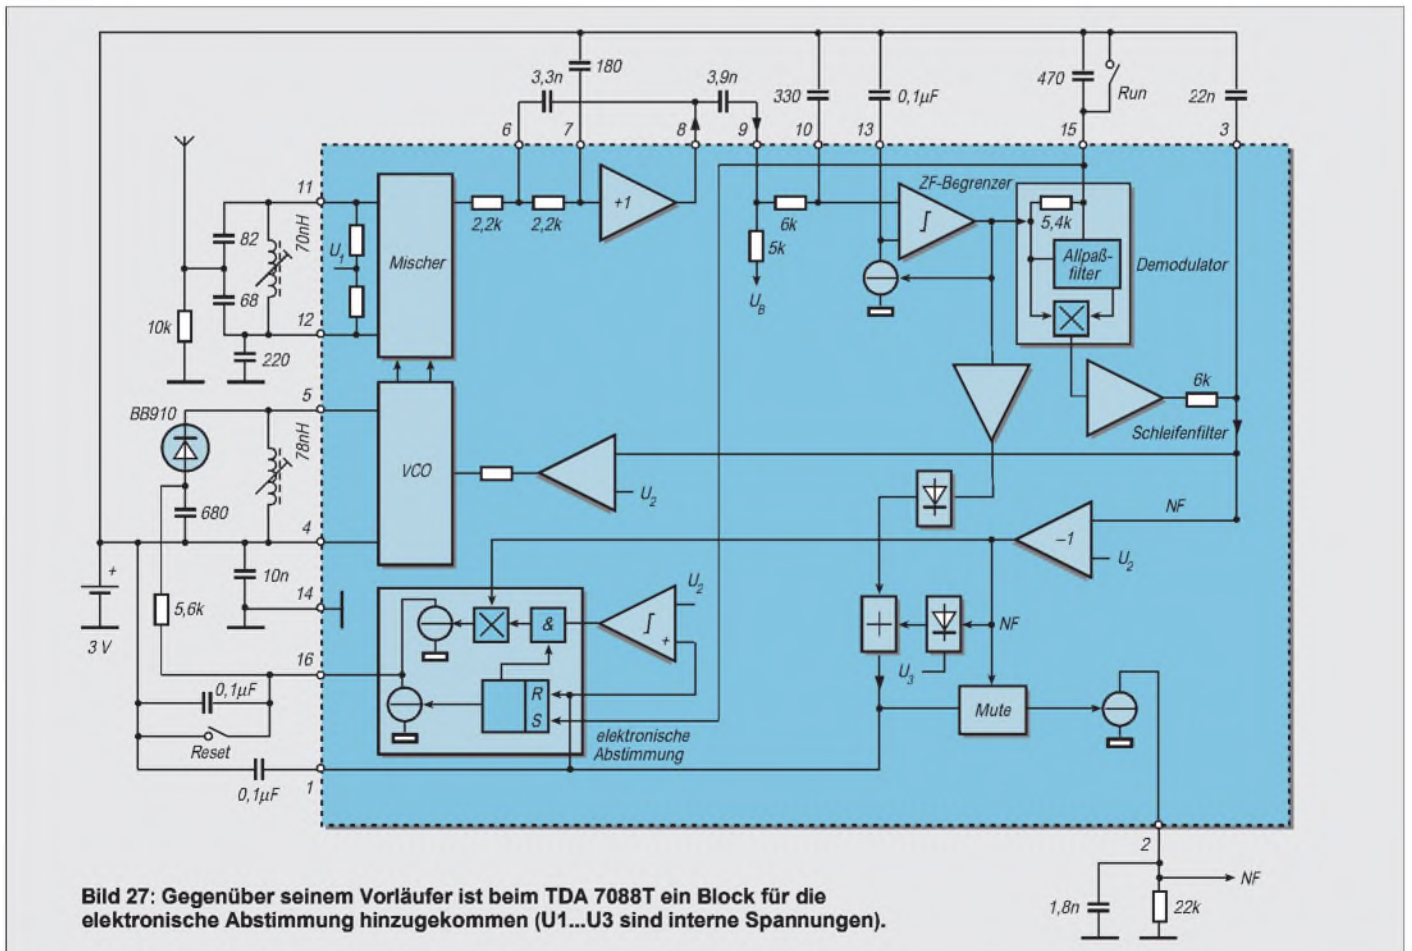 3,3n
180
3,9n
330
0,1µF
470
Run
22n
6
7
8
9
10
13
15
3
11
82
70nH
U1
68
12
10k
220
Mischer
2,2k
2,2k
+1
6k
5k
UB
ZF-Begrenzer
5,4k
Allpaß-
filter
Demodulator
6k
Schleifenfilter
BB910
5
78nH
680
4
VCO
U2
NF
–1
U2
+
3 V
10n
14
5,6k
16
0,1µF
Reset
0,1µF
1
&
U2
+
R
S
elektronische
Abstimmung
NF
U3
Mute
2
NF
1,8n
22k
Bild 27: Gegenüber seinem Vorläufer ist beim TDA 7088T ein Block für die
elektronische Abstimmung hinzugekommen (U1...U3 sind interne Spannungen).